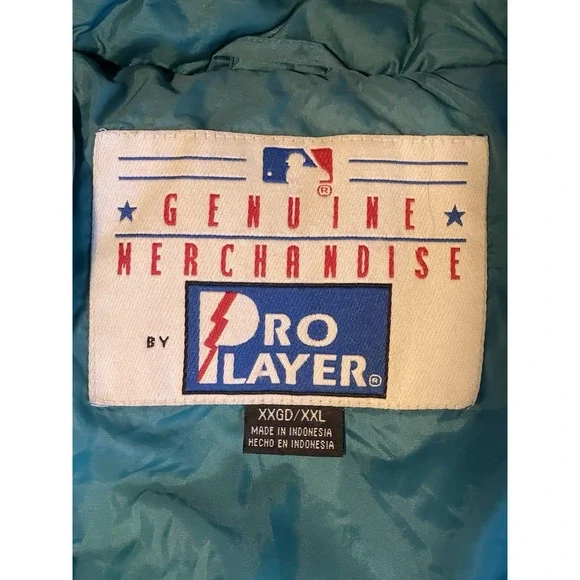 ®
GENUINE
MERCHANDISE
BY PRO PLAYER®
XXGD/XXL
MADE IN INDONESIA
HECHO EN INDONESIA